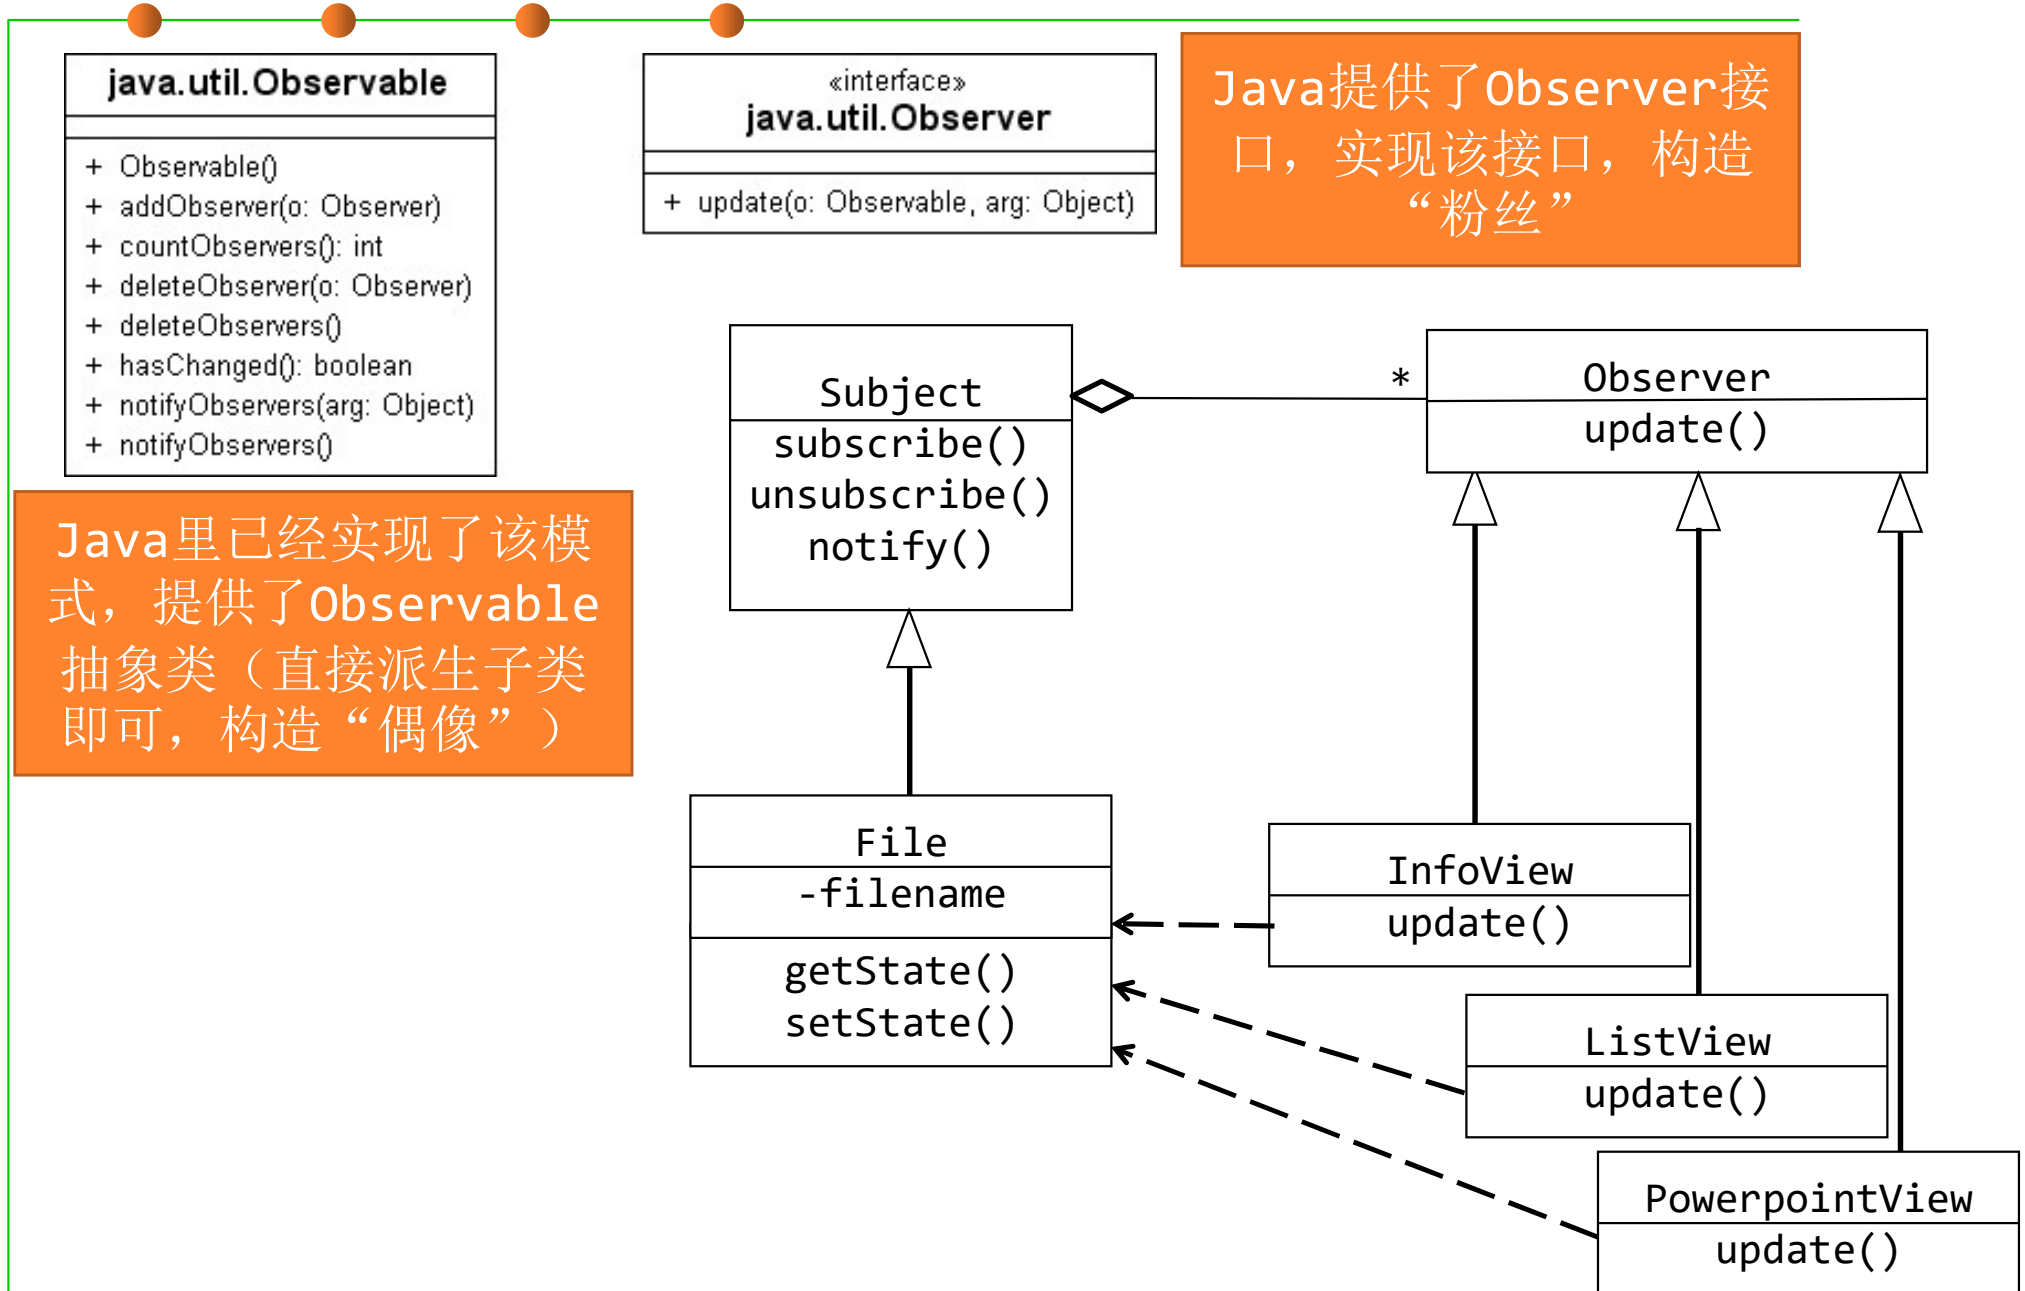 java.util.Observable
+ Observable()
+ addObserver(o: Observer)
+ countObservers(): int
+ deleteObserver(o: Observer)
+ deleteObservers()
+ hasChanged(): boolean
+ notifyObservers(arg: Object)
+ notifyObservers()
«interface»
java.util.Observer
+ update(o: Observable, arg: Object)
Java提供了Observer接
口，实现该接口，构造
“粉丝”
Java里已经实现了该模
式，提供了Observable
抽象类（直接派生子类
即可，构造“偶像”）
Subject
subscribe()
unsubscribe()
notify()
*
Observer
update()
File
-filename
getState()
setState()
InfoView
update()
ListView
update()
PowerpointView
update()